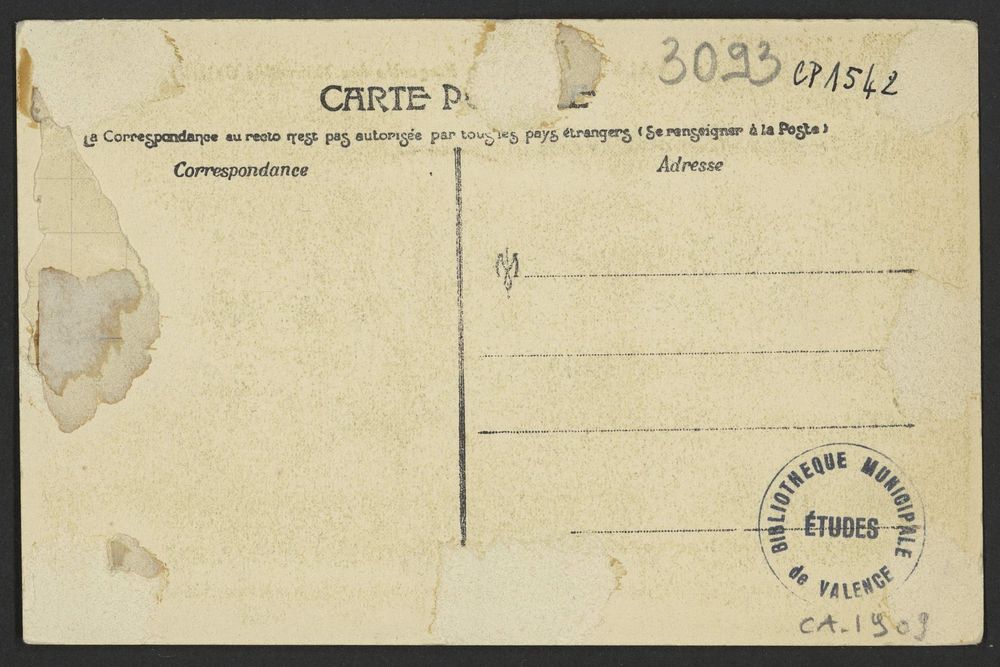 3093
CP1542
CARTE P E
La Correspondance au recto n'est pas autorisée par tous les pays étrangers (Se renseigner à la Poste)
Correspondance
Adresse
M
BIBLIOTHEQUE MUNICIPALE
ÉTUDES
de VALENCE
CA-1909